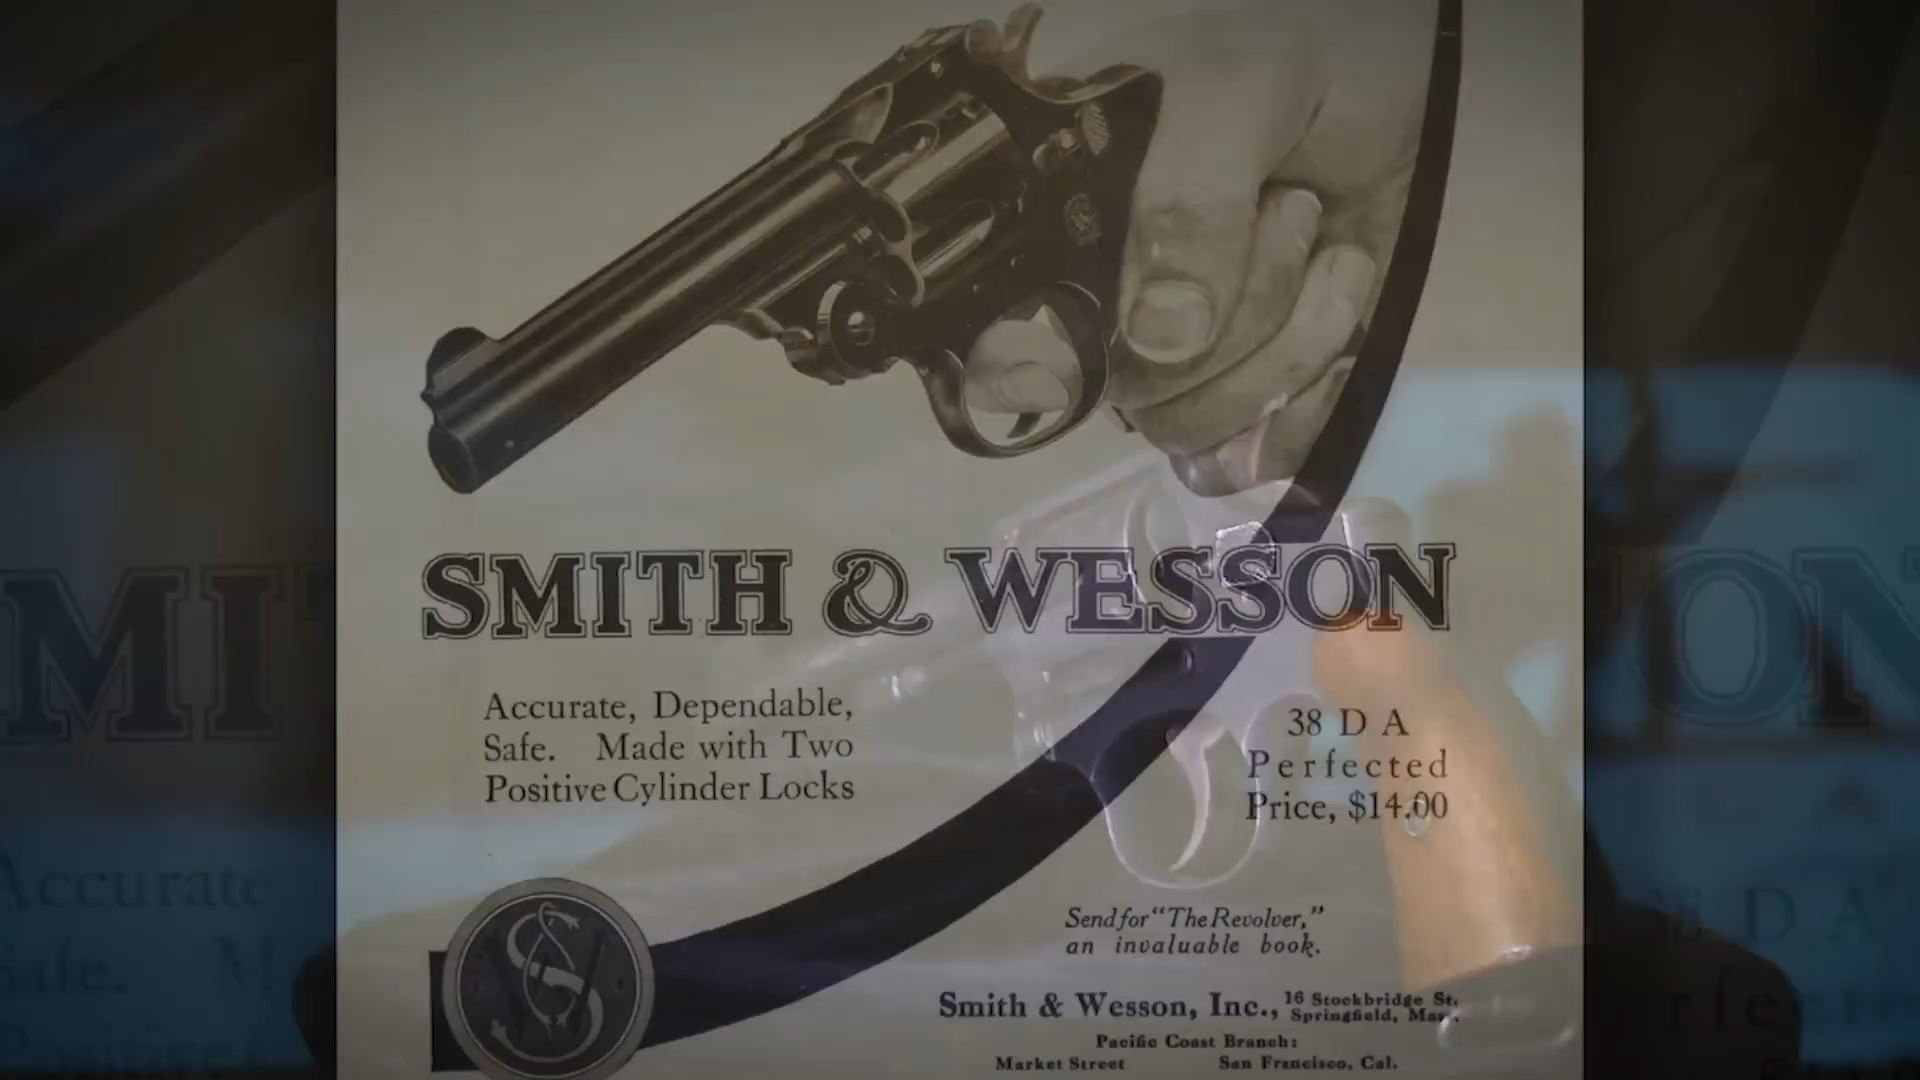 SMITH & WESSON
Accurate, Dependable,
Safe. Made with Two
Positive Cylinder Locks
38 D A
Perfected
Price, $14.00
Send for "The Revolver,"
an invaluable book.
Smith & Wesson, Inc., 16 Stockbridge St.
Springfield,
Pacific Coast Branch:
Market Street San Francisco, Cal.